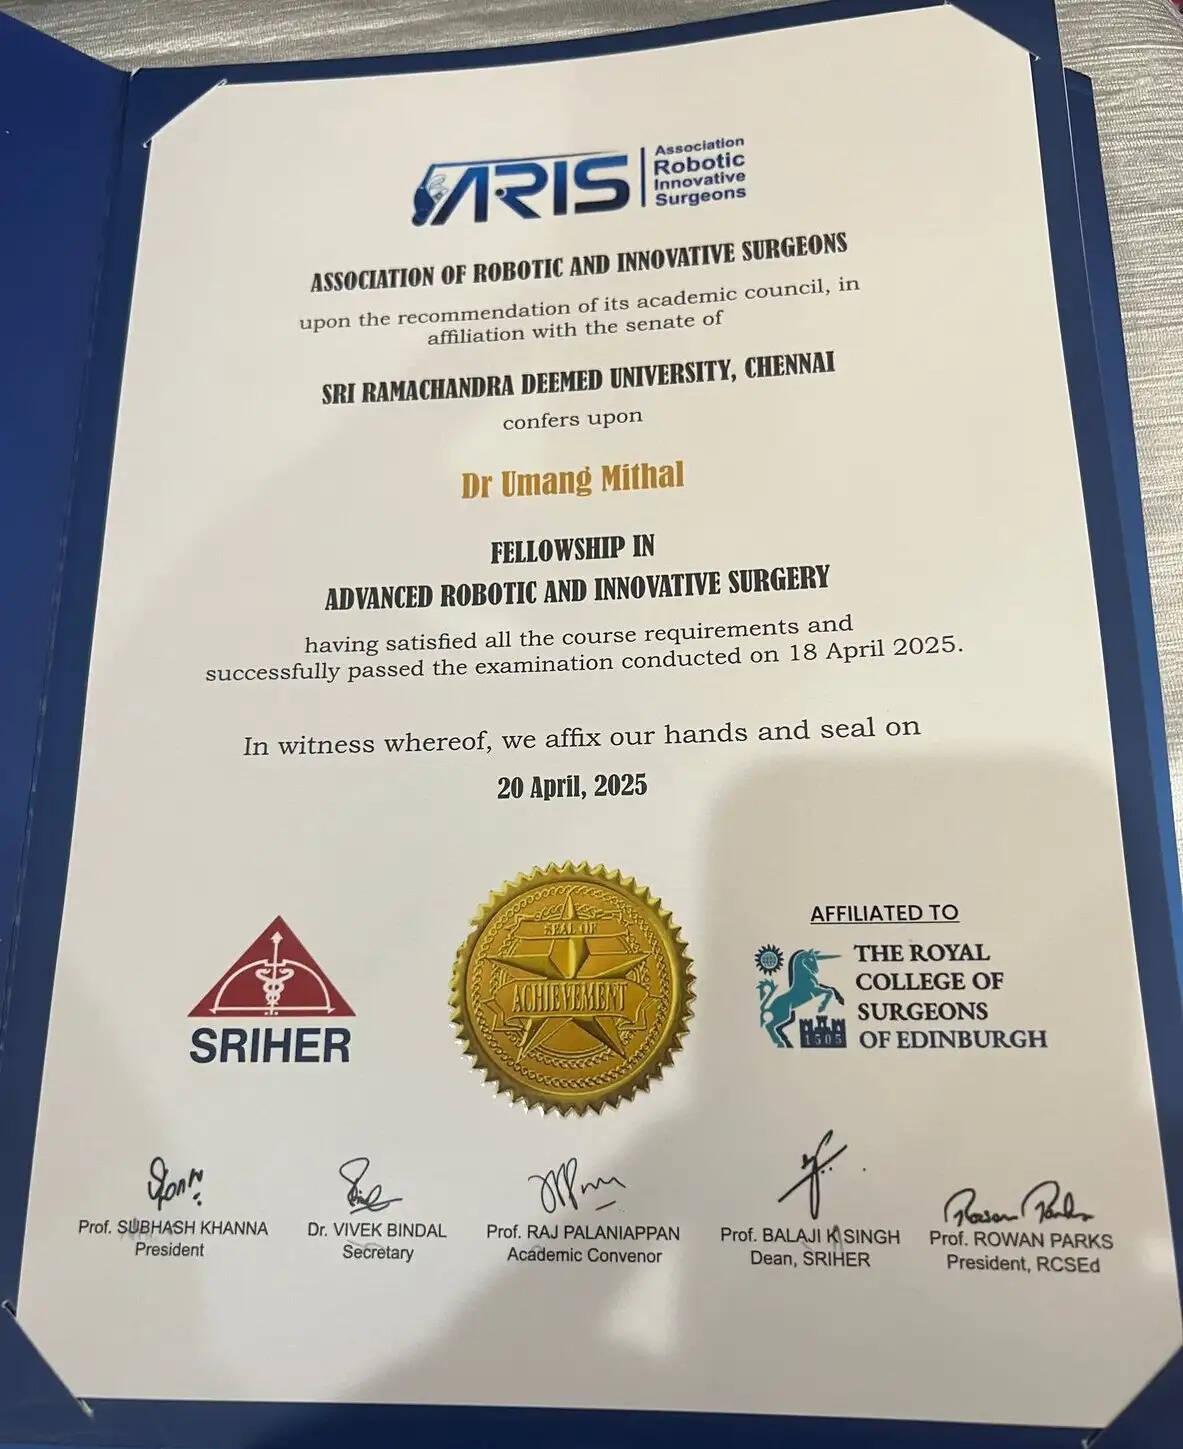 ARIS
Association
Robotic
Innovative
Surgeons
ASSOCIATION OF ROBOTIC AND INNOVATIVE SURGEONS
upon the recommendation of its academic council, in
affiliation with the senate of
SRI RAMACHANDRA DEEMED UNIVERSITY, CHENNAI
confers upon
Dr Umang Mithal
FELLOWSHIP IN
ADVANCED ROBOTIC AND INNOVATIVE SURGERY
having satisfied all the course requirements and
successfully passed the examination conducted on 18 April 2025.
In witness whereof, we affix our hands and seal on
20 April, 2025
SRIHER
SEAL OF
ACHIEVEMENT
AFFILIATED TO
THE ROYAL
COLLEGE OF
SURGEONS
OF EDINBURGH
1505
Prof. SUBHASH KHANNA
President
Dr. VIVEK BINDAL
Secretary
Prof. RAJ PALANIAPPAN
Academic Convenor
Prof. BALAJI K SINGH
Dean, SRIHER
Rowan Parks
Prof. ROWAN PARKS
President, RCSEd